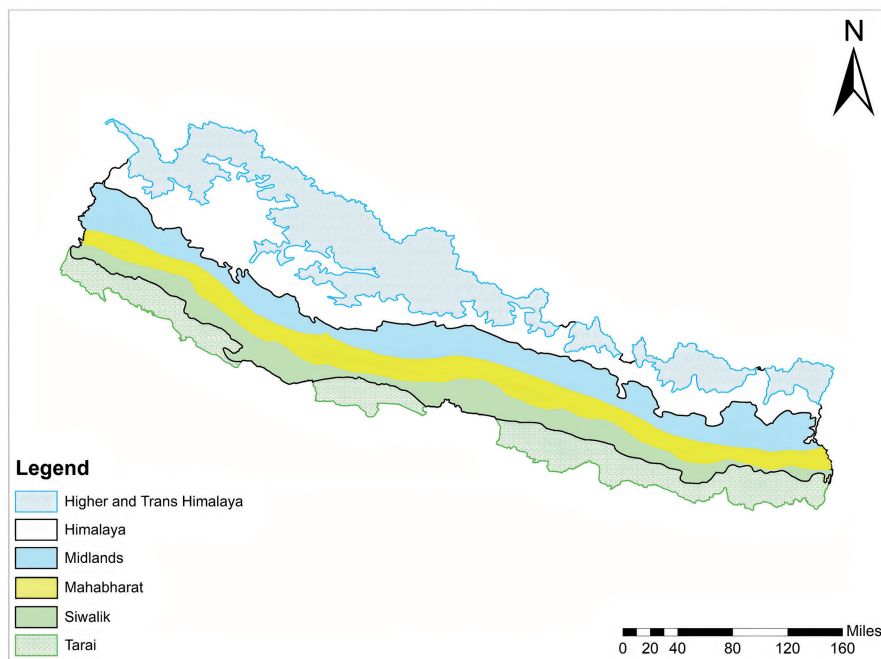 N
Legend
Higher and Trans Himalaya
Himalaya
Midlands
Mahabharat
Siwalik
Tarai
Miles
0 20 40 80 120 160